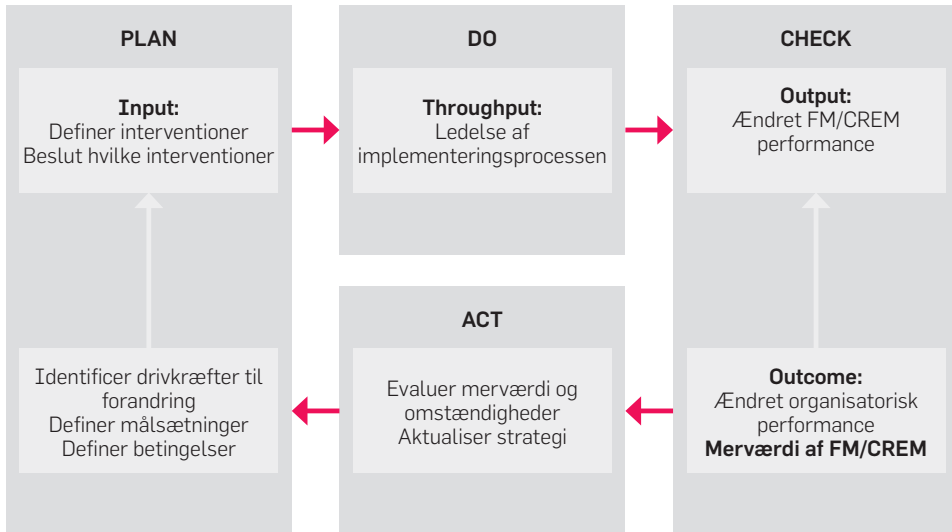 PLAN
Input:
Definer interventioner
Beslut hvilke interventioner
Identificer drivkræfter til
forandring
Definer målsætninger
Definer betingelser
DO
Throughput:
Ledelse af
implementeringsprocessen
ACT
Evaluer merværdi og
omstændigheder
Aktualiser strategi
CHECK
Output:
Ændret FM/CREM
performance
Outcome:
Ændret organisatorisk
performance
Merværdi af FM/CREM